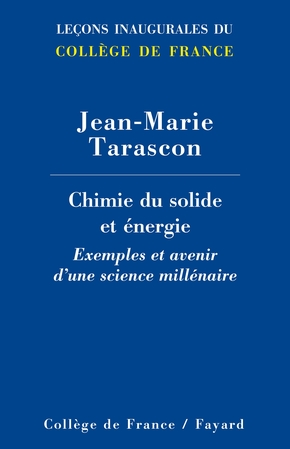 LEÇONS INAUGURALES DU
COLLÈGE DE FRANCE
Jean-Marie
Tarascon
Chimie du solide
et énergie
Exemples et avenir
d'une science millénaire
Collège de France / Fayard